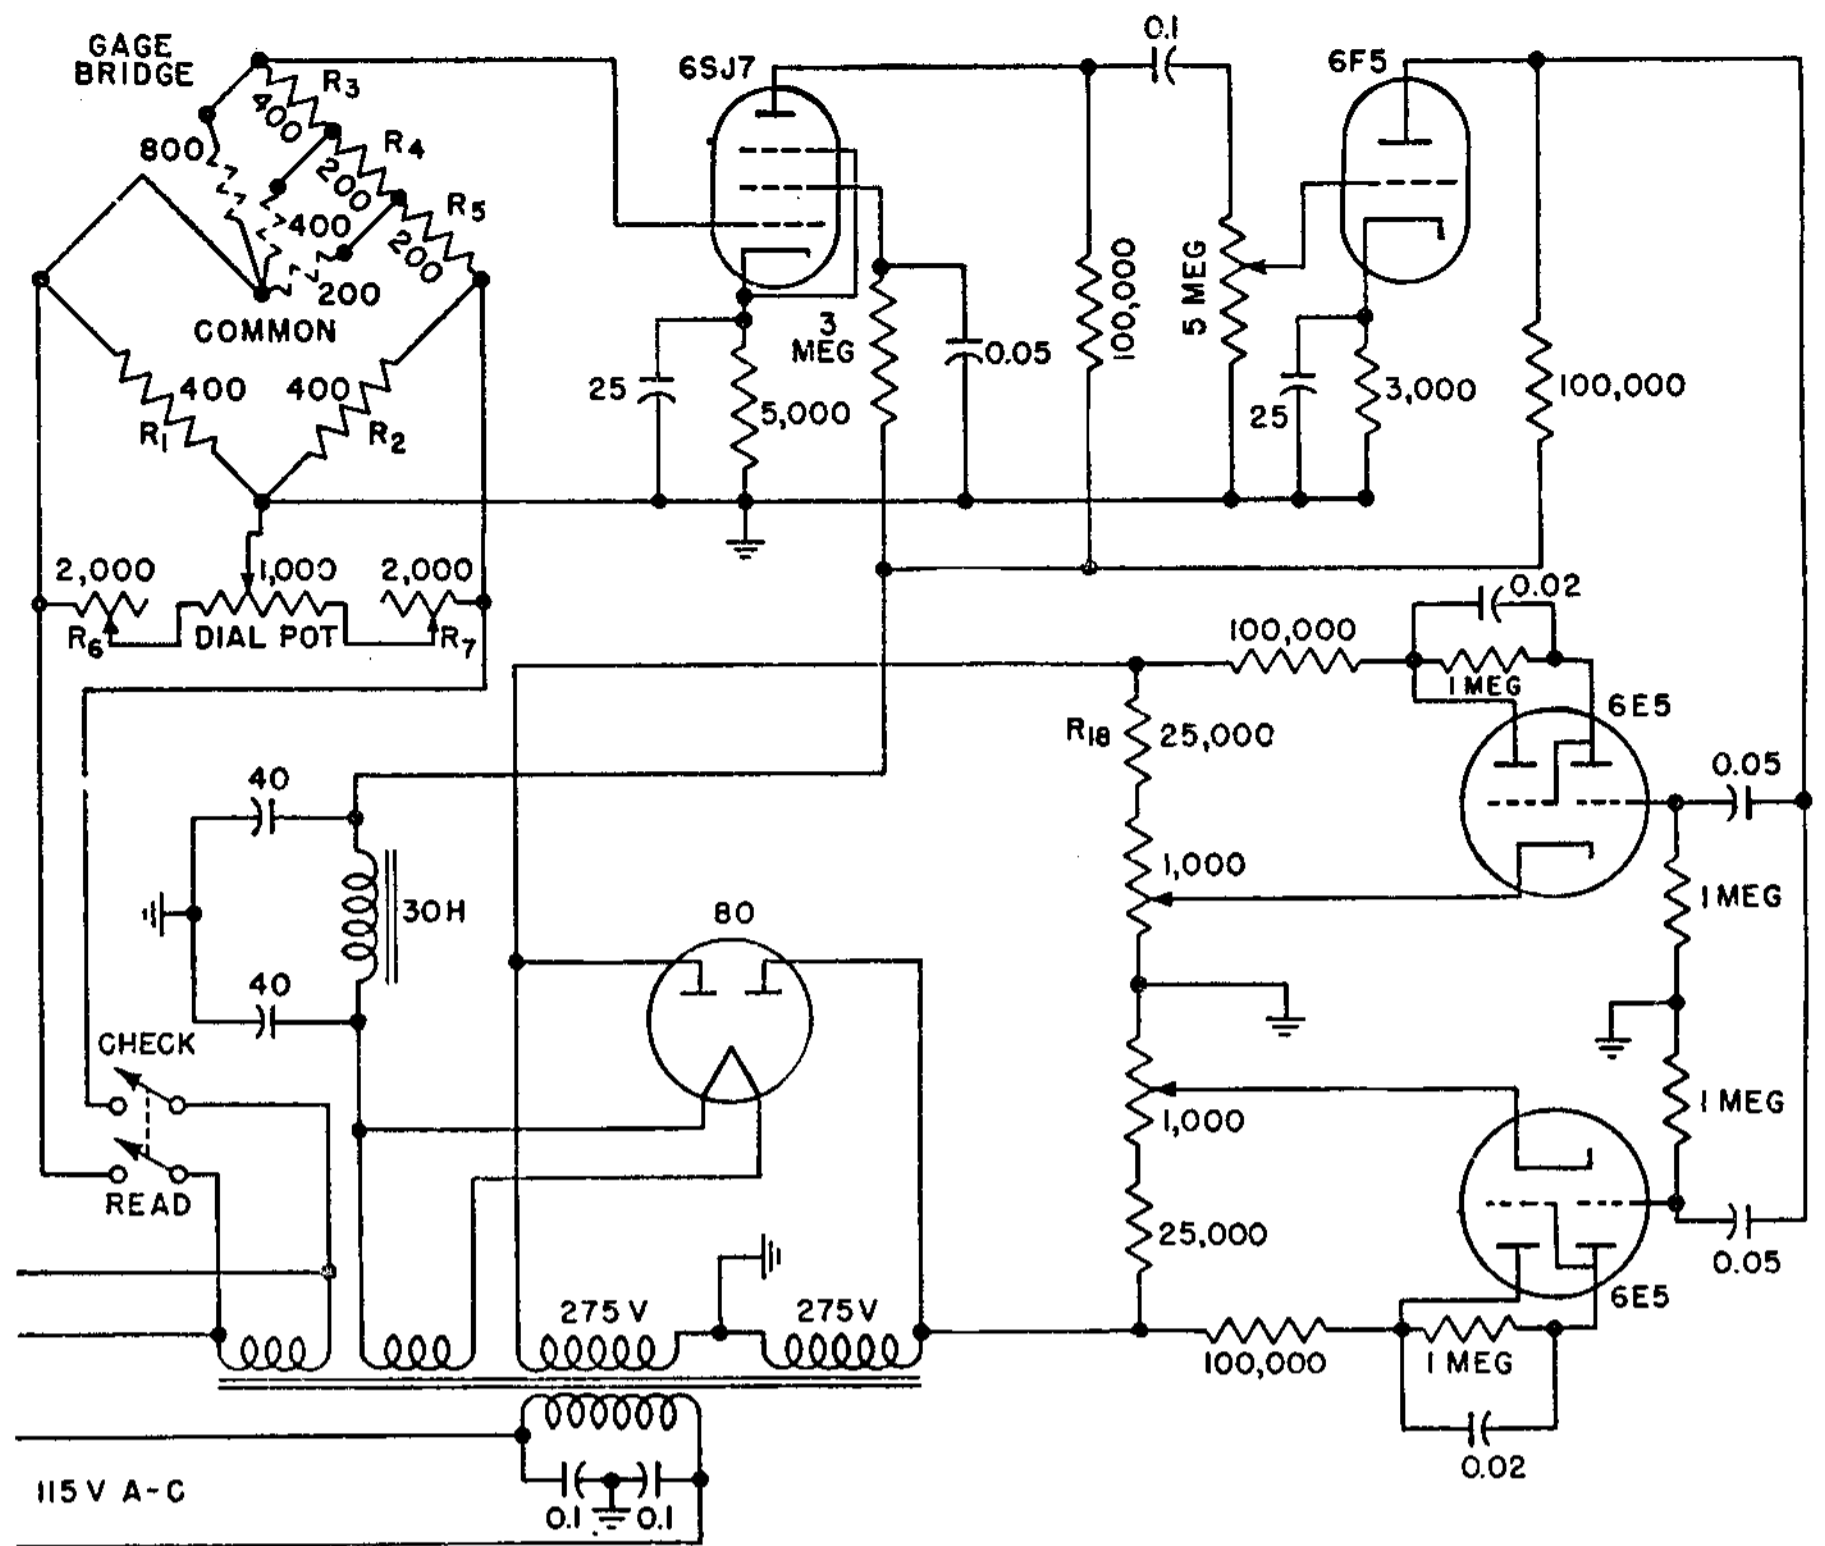 GAGE
BRIDGE
R3
400
R4
200
R5
200
800
400
200
COMMON
400
400
R1
R2
2,000
1,000
2,000
R6
DIAL POT
R7
6SJ7
0.1
6F5
3
MEG
0.05
100,000
5 MEG
25
5,000
25
3,000
100,000
0.02
100,000
1 MEG
R18
25,000
6E5
0.05
1,000
1 MEG
40
30H
40
80
CHECK
READ
1,000
1 MEG
25,000
0.05
6E5
275V
275V
100,000
1 MEG
0.02
115V A-C
0.1
0.1